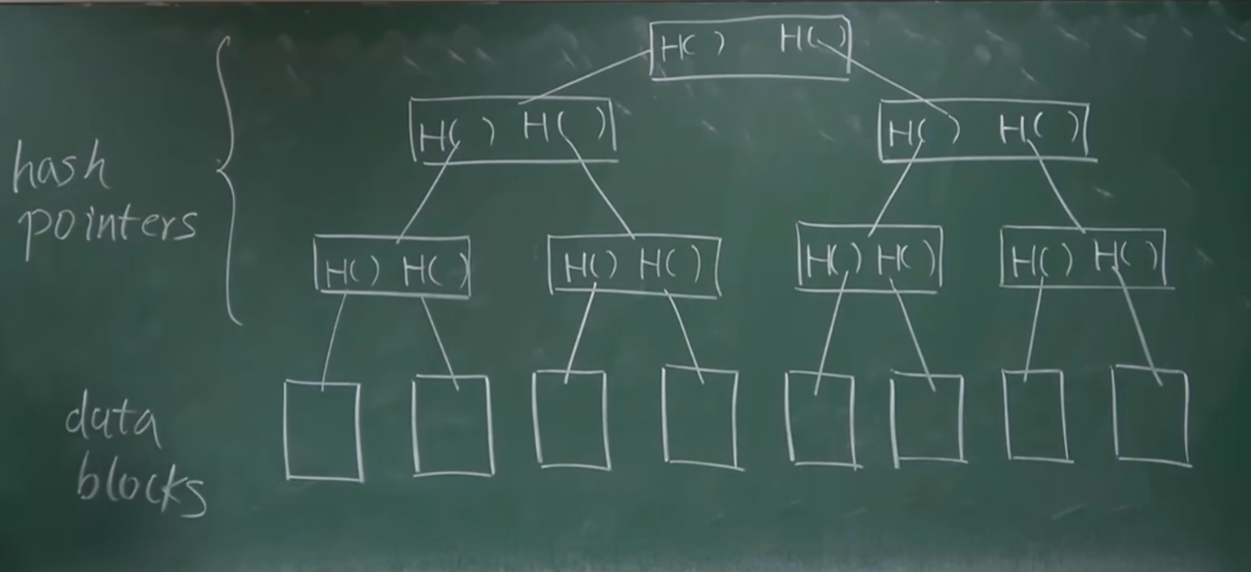 H( ) H( )
H( ) H( ) H( ) H( )
hash
pointers
H( ) H( ) H( ) H( ) H( ) H( ) H( ) H( )
data
blocks